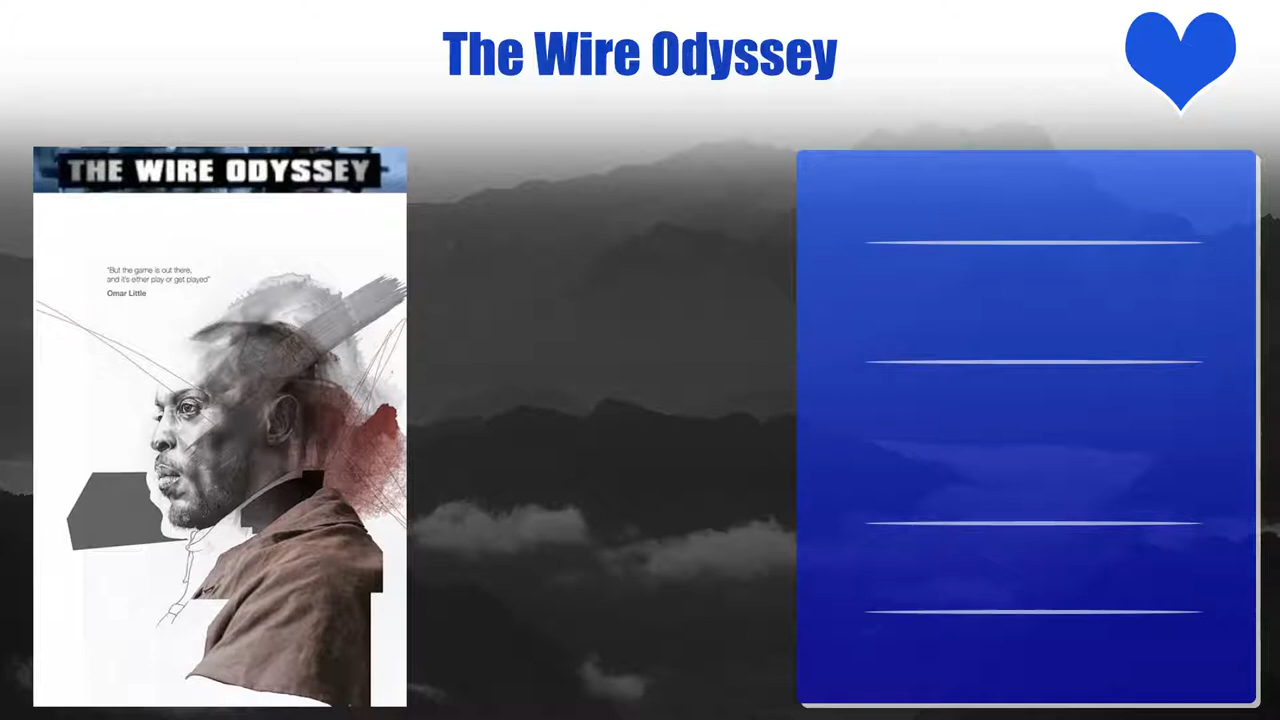 The Wire Odyssey
THE WIRE ODYSSEY
"But the game is out there,
and it's either play or get played"
Omar Little